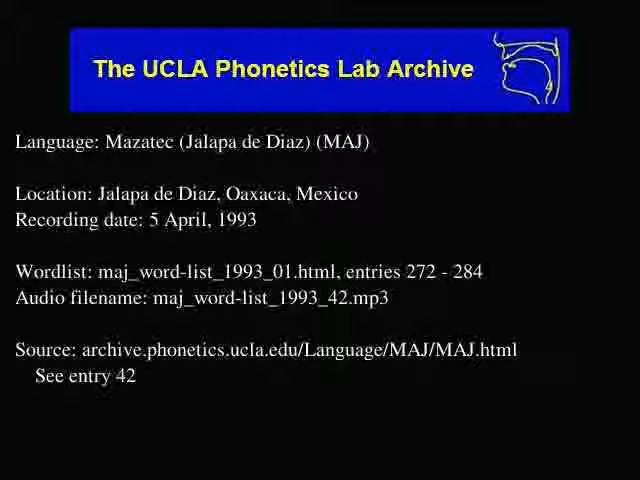 The UCLA Phonetics Lab Archive
Language: Mazatec (Jalapa de Diaz) (MAJ)
Location: Jalapa de Diaz, Oaxaca, Mexico
Recording date: 5 April, 1993
Wordlist: maj_word-list_1993_01.html, entries 272 - 284
Audio filename: maj_word-list_1993_42.mp3
Source: archive.phonetics.ucla.edu/Language/MAJ/MAJ.html
See entry 42